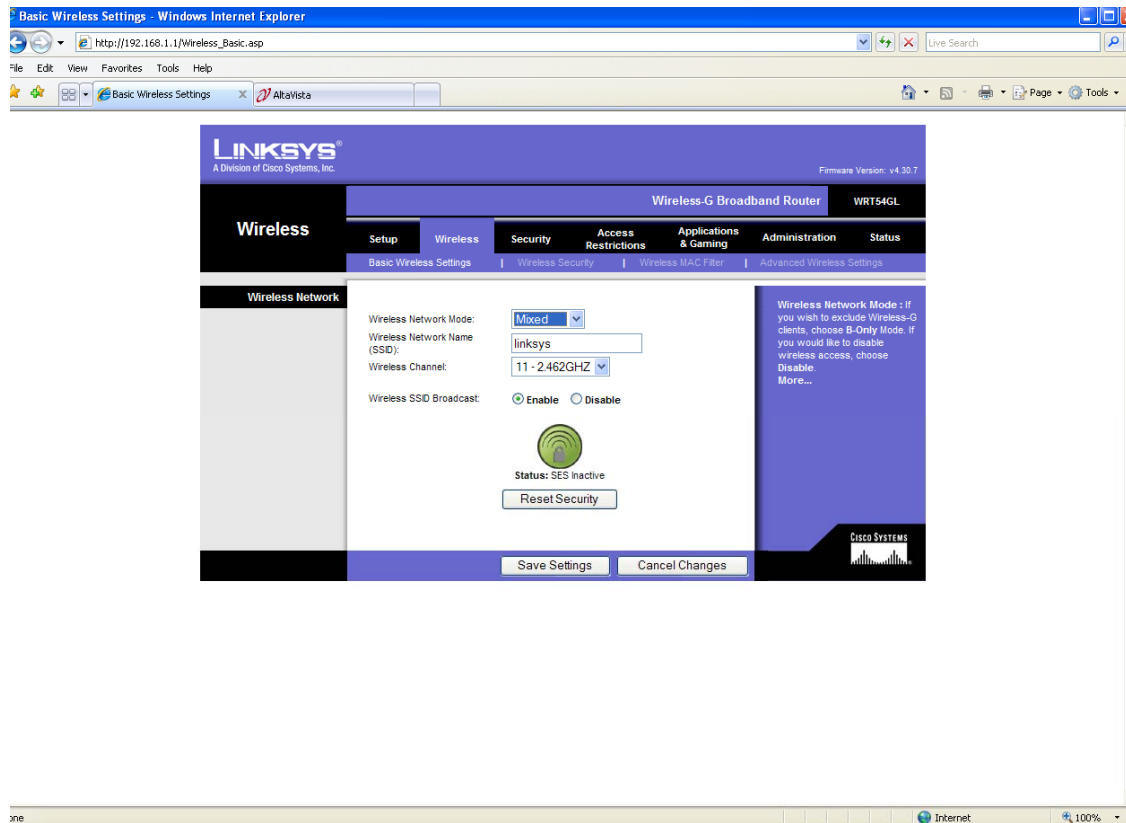 Basic Wireless Settings - Windows Internet Explorer
http://192.168.1.1/Wireless_Basic.asp
Live Search
File Edit View Favorites Tools Help
Basic Wireless Settings X AltaVista
Page Tools
LINKSYS®
A Division of Cisco Systems, Inc.
Firmware Version: v4.30.7
Wireless-G Broadband Router WRT54GL
Wireless
Setup Wireless Security Access Restrictions Applications & Gaming Administration Status
Basic Wireless Settings | Wireless Security | Wireless MAC Filter | Advanced Wireless Settings
Wireless Network
Wireless Network Mode: Mixed
Wireless Network Name
(SSID): linksys
Wireless Channel: 11 - 2.462GHZ
Wireless SSID Broadcast: Enable Disable
Status: SES Inactive
Reset Security
Wireless Network Mode : If
you wish to exclude Wireless-G
clients, choose B-Only Mode. If
you would like to disable
wireless access, choose
Disable.
More...
CISCO SYSTEMS
Save Settings Cancel Changes
one
Internet 100%